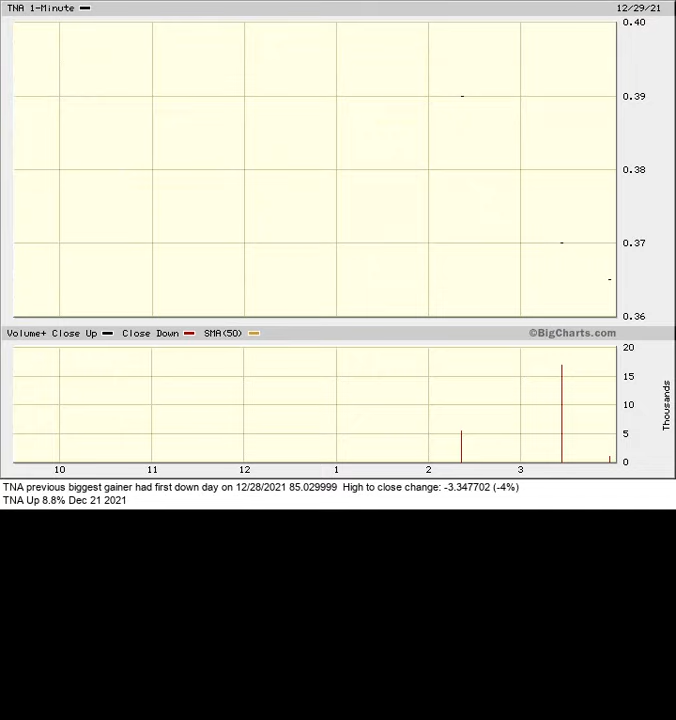 TNA 1-Minute 12/29/21
0.40
0.39
0.38
0.37
0.36
Volume+ Close Up Close Down SMA(50) ©BigCharts.com
20
15
10
5
0
Thousands
10 11 12 1 2 3
TNA previous biggest gainer had first down day on 12/28/2021 85.029999 High to close change: -3.347702 (-4%)
TNA Up 8.8% Dec 21 2021